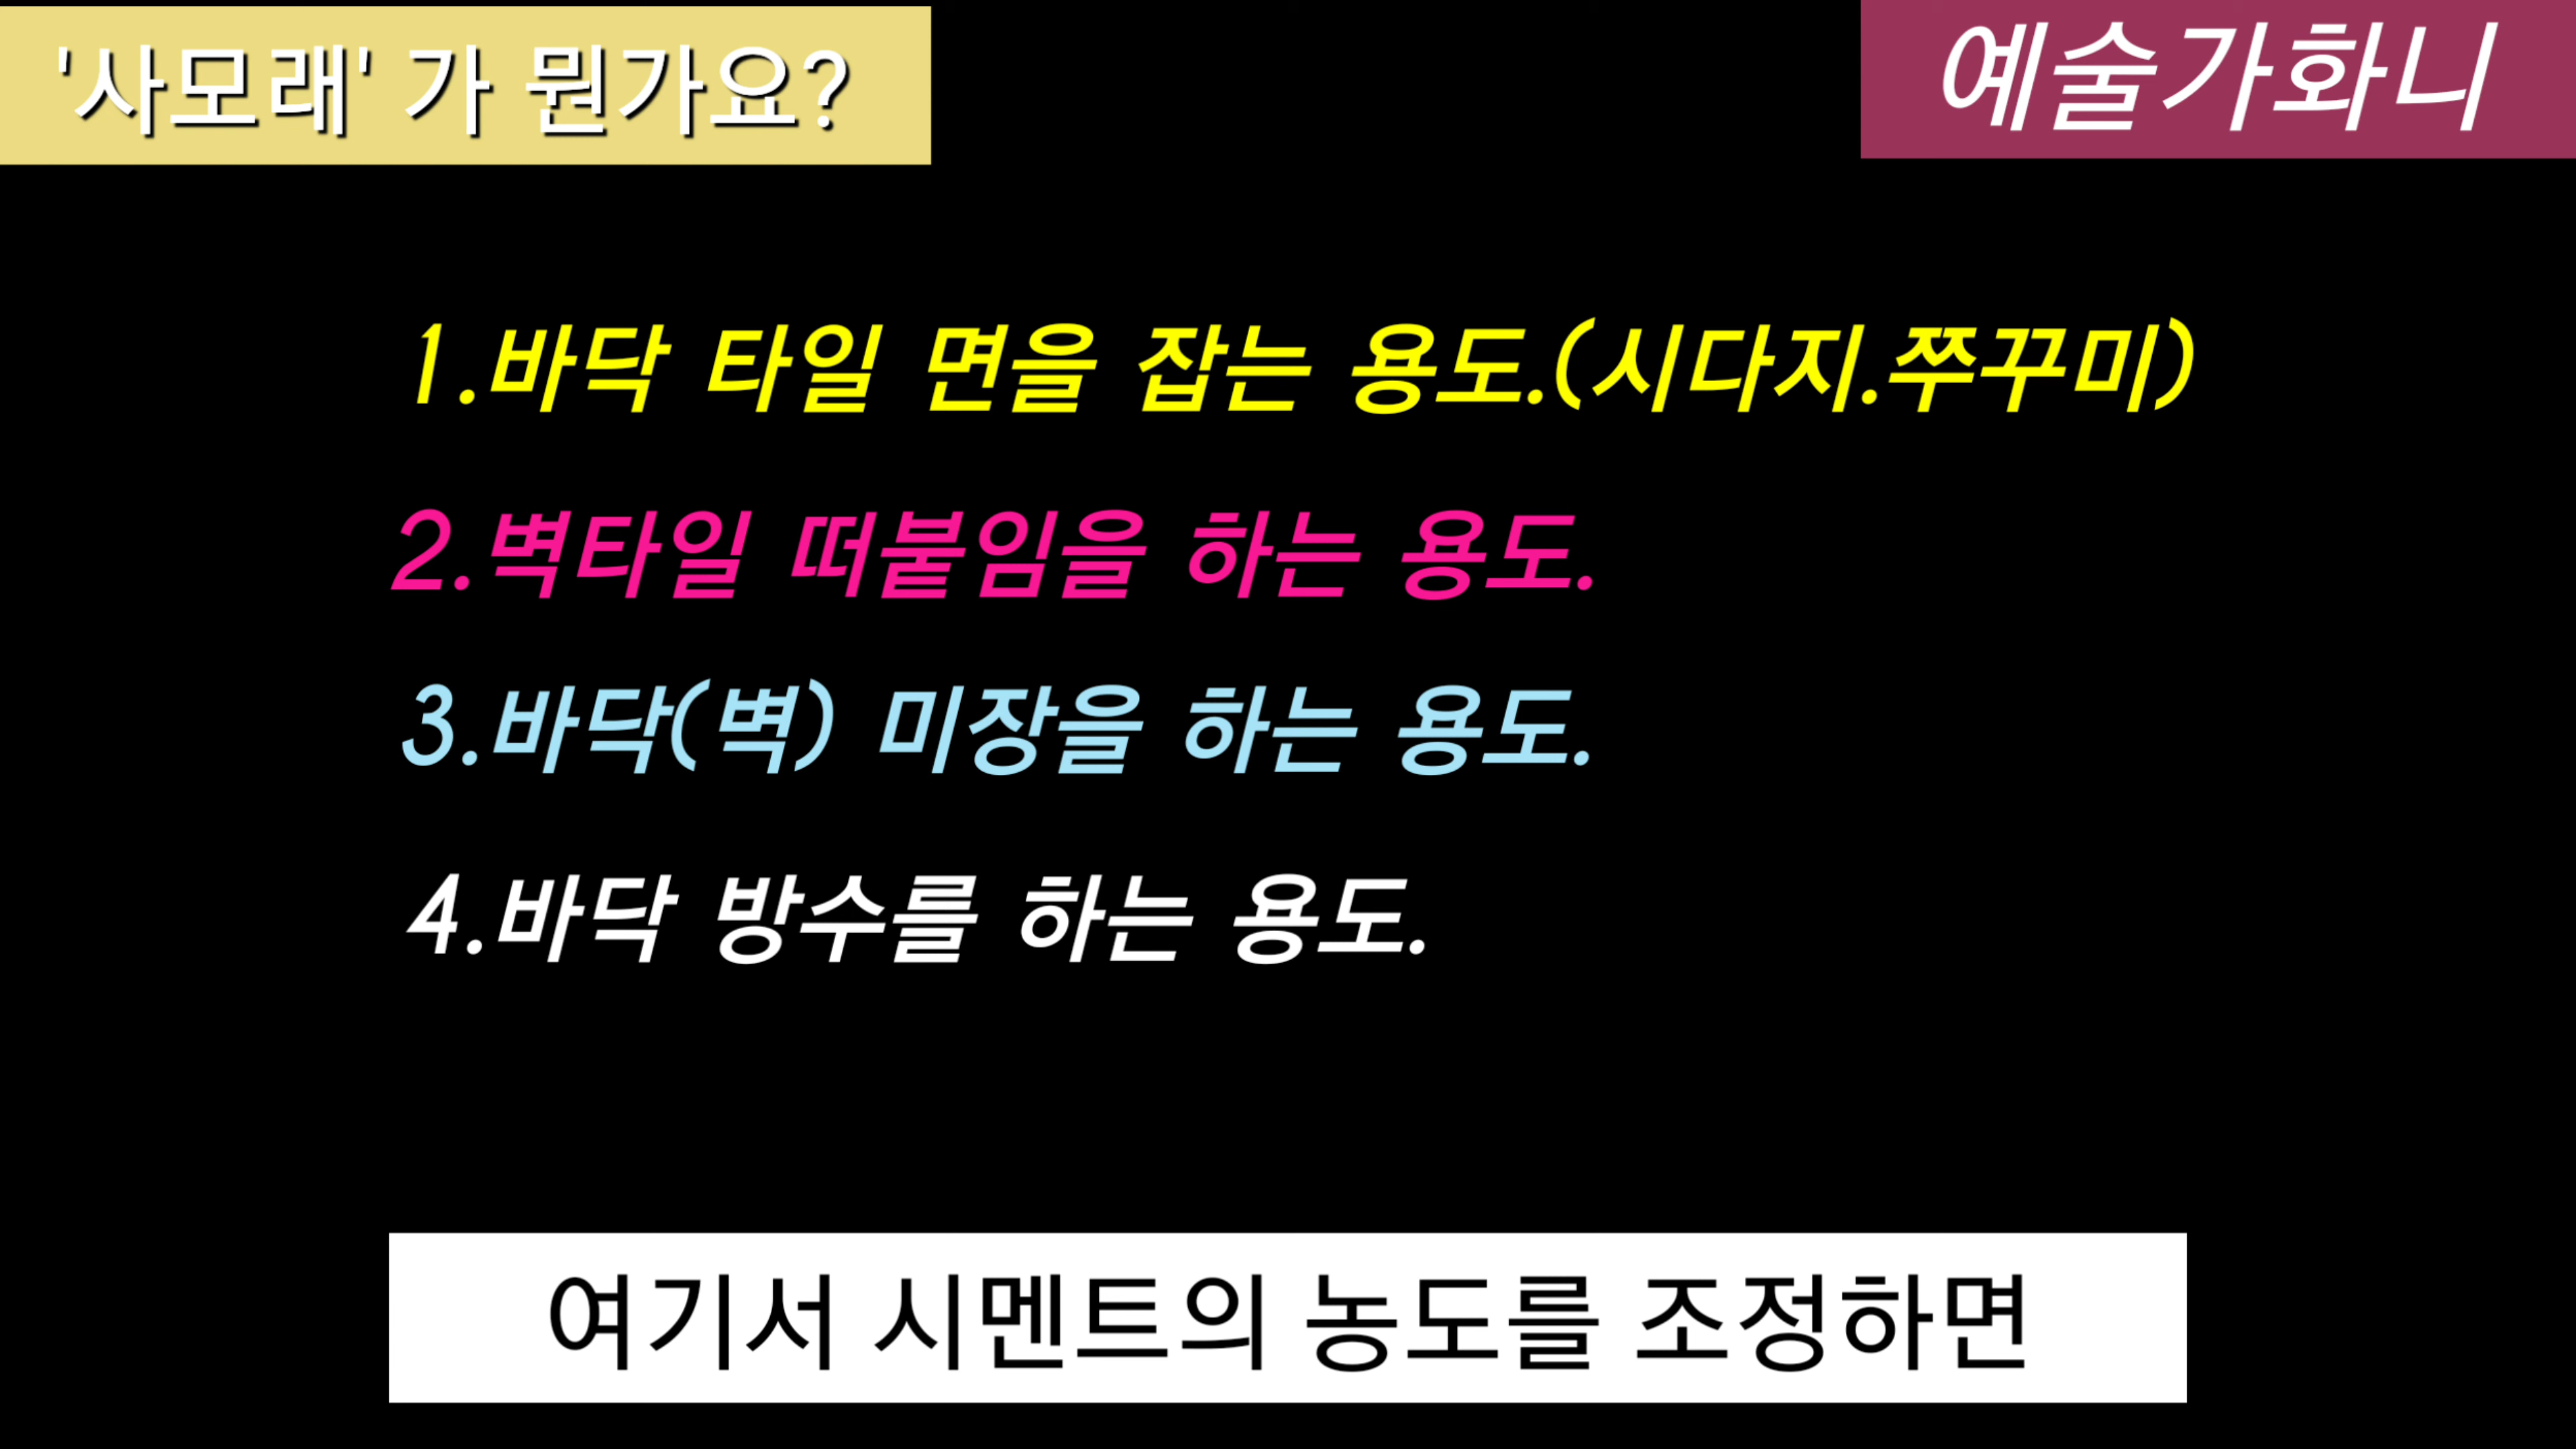 '사모래' 가 뭔가요?
예술가화니
1.바닥 타일 면을 잡는 용도.(시다지.쭈꾸미)
2.벽타일 떠붙임을 하는 용도.
3.바닥(벽) 미장을 하는 용도.
4.바닥 방수를 하는 용도.
여기서 시멘트의 농도를 조정하면